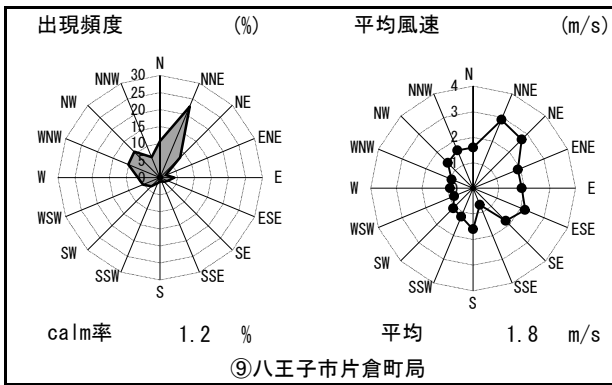 出現頻度 (%)
N
NNE
NE
ENE
E
ESE
SE
SSE
S
SSW
SW
WSW
W
WNW
NW
NNW
30
25
20
15
10
5
0
calm率 1.2 %
平均風速 (m/s)
N
NNE
NE
ENE
E
ESE
SE
SSE
S
SSW
SW
WSW
W
WNW
NW
NNW
4
3
2
1
0
平均 1.8 m/s
⑨八王子市片倉町局